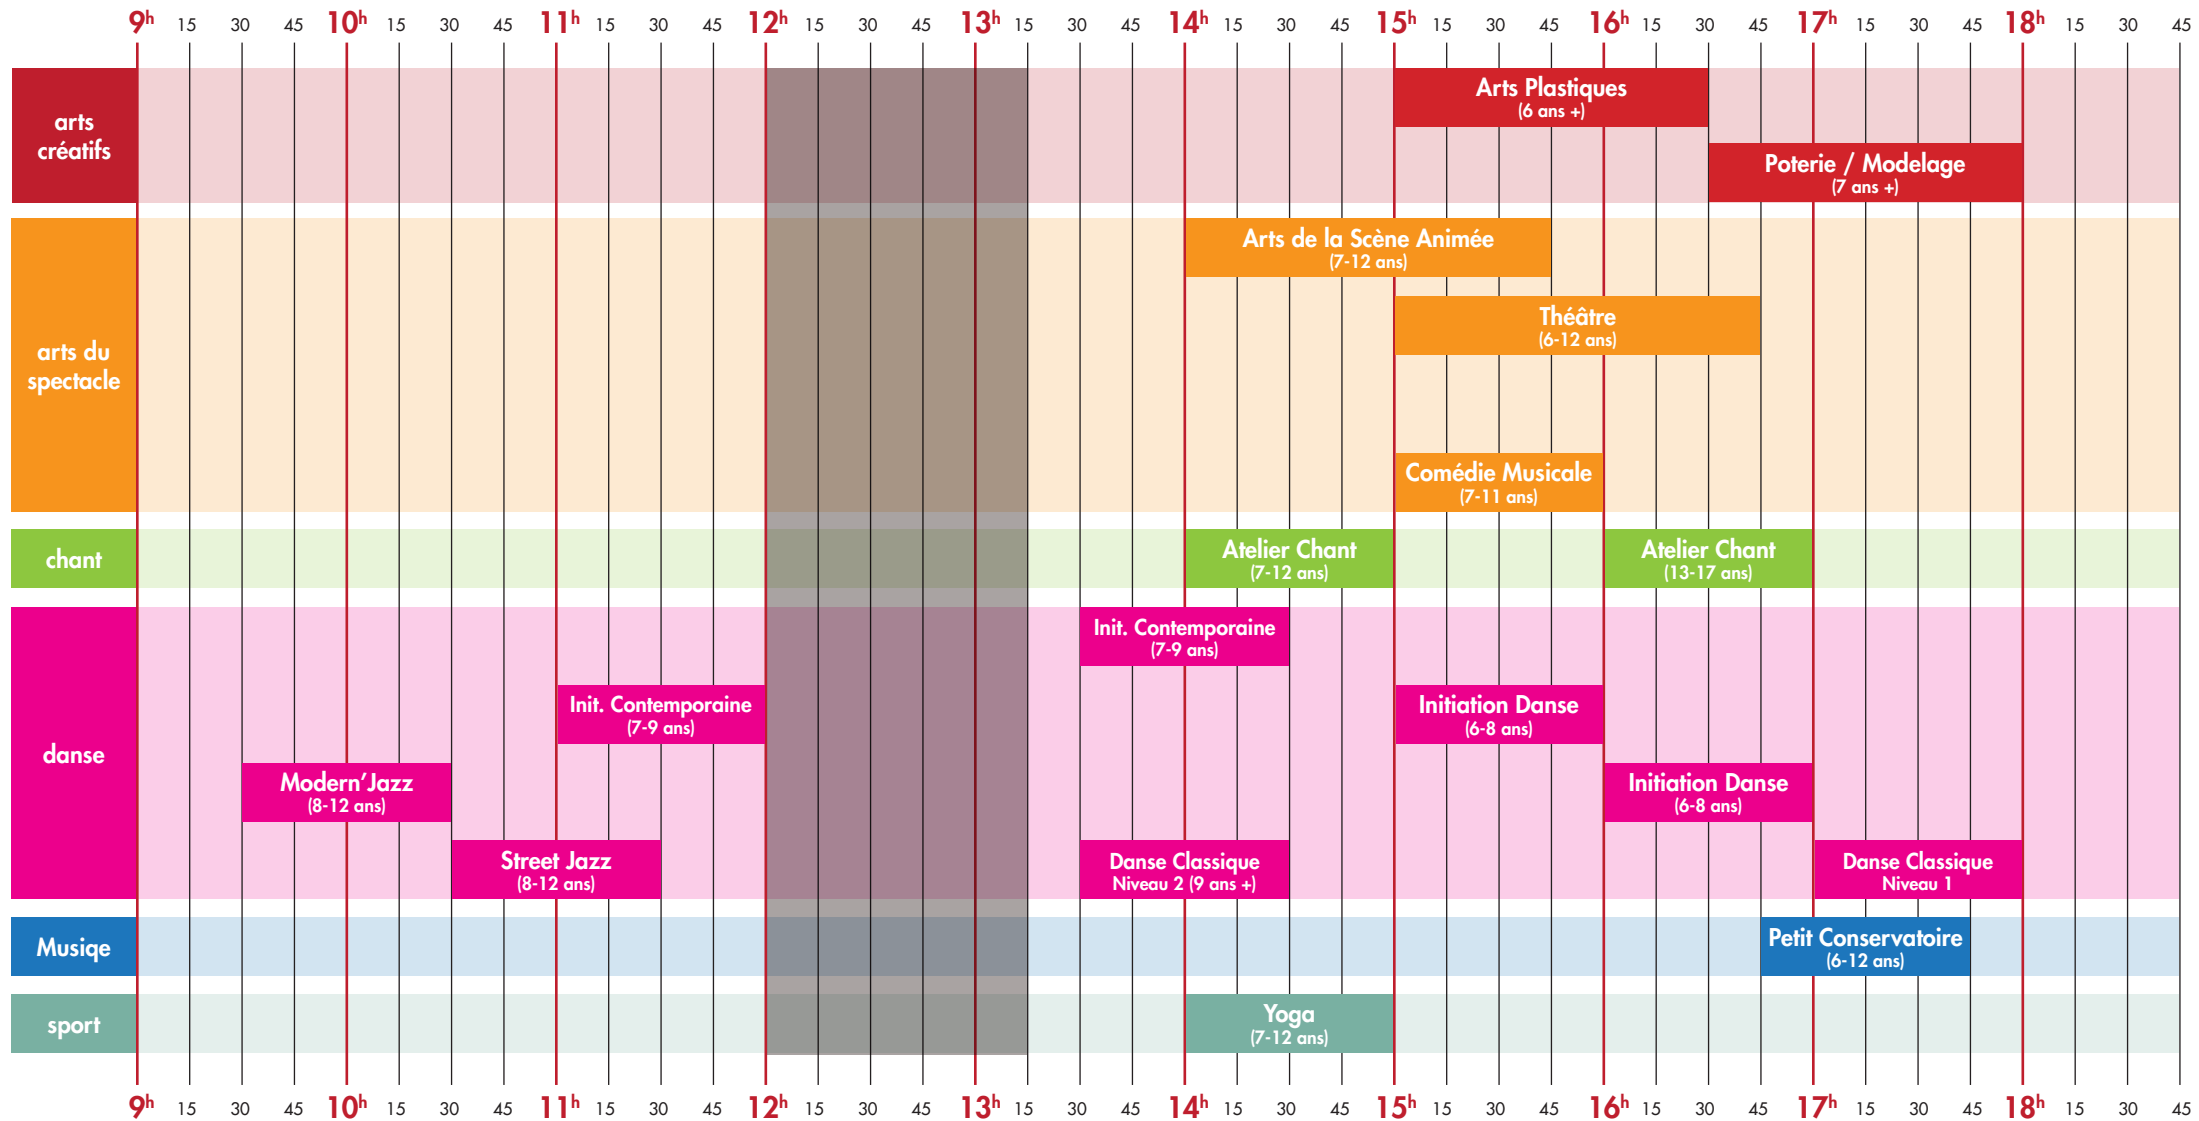 9h 15 30 45 10h 15 30 45 11h 15 30 45 12h 15 30 45 13h 15 30 45 14h 15 30 45 15h 15 30 45 16h 15 30 45 17h 15 30 45 18h 15 30 45
arts
créatifs
Arts Plastiques
(6 ans +)
Poterie / Modelage
(7 ans +)
arts du
spectacle
Arts de la Scène Animée
(7-12 ans)
Théâtre
(6-12 ans)
Comédie Musicale
(7-11 ans)
chant
Atelier Chant
(7-12 ans)
Atelier Chant
(13-17 ans)
danse
Init. Contemporaine
(7-9 ans)
Init. Contemporaine
(7-9 ans)
Initiation Danse
(6-8 ans)
Modern'Jazz
(8-12 ans)
Initiation Danse
(6-8 ans)
Street Jazz
(8-12 ans)
Danse Classique
Niveau 2 (9 ans +)
Danse Classique
Niveau 1
Musiqe
Petit Conservatoire
(6-12 ans)
sport
Yoga
(7-12 ans)
9h 15 30 45 10h 15 30 45 11h 15 30 45 12h 15 30 45 13h 15 30 45 14h 15 30 45 15h 15 30 45 16h 15 30 45 17h 15 30 45 18h 15 30 45